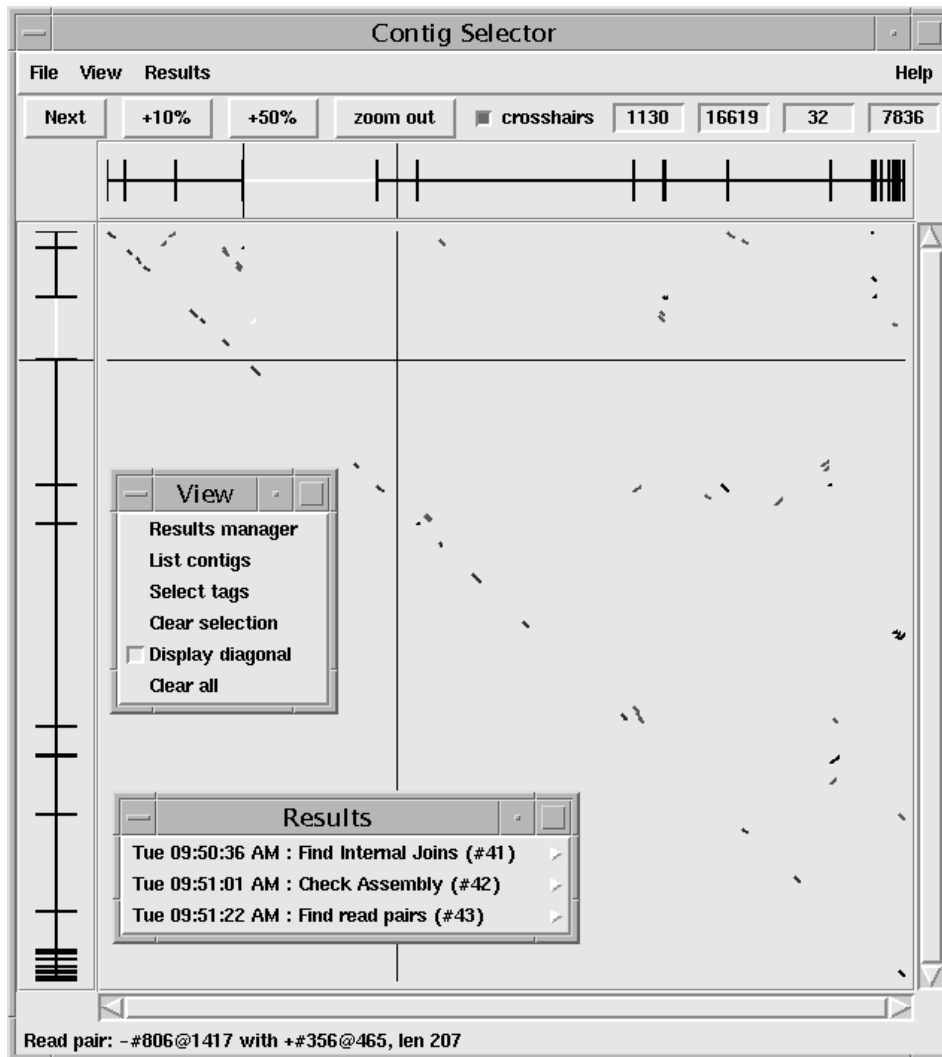 Contig Selector
File View Results Help
Next +10% +50% zoom out crosshairs 1130 16619 32 7836
View
Results manager
List contigs
Select tags
Clear selection
Display diagonal
Clear all
Results
Tue 09:50:36 AM : Find Internal Joins (#41)
Tue 09:51:01 AM : Check Assembly (#42)
Tue 09:51:22 AM : Find read pairs (#43)
Read pair: -#806@1417 with +#356@465, len 207